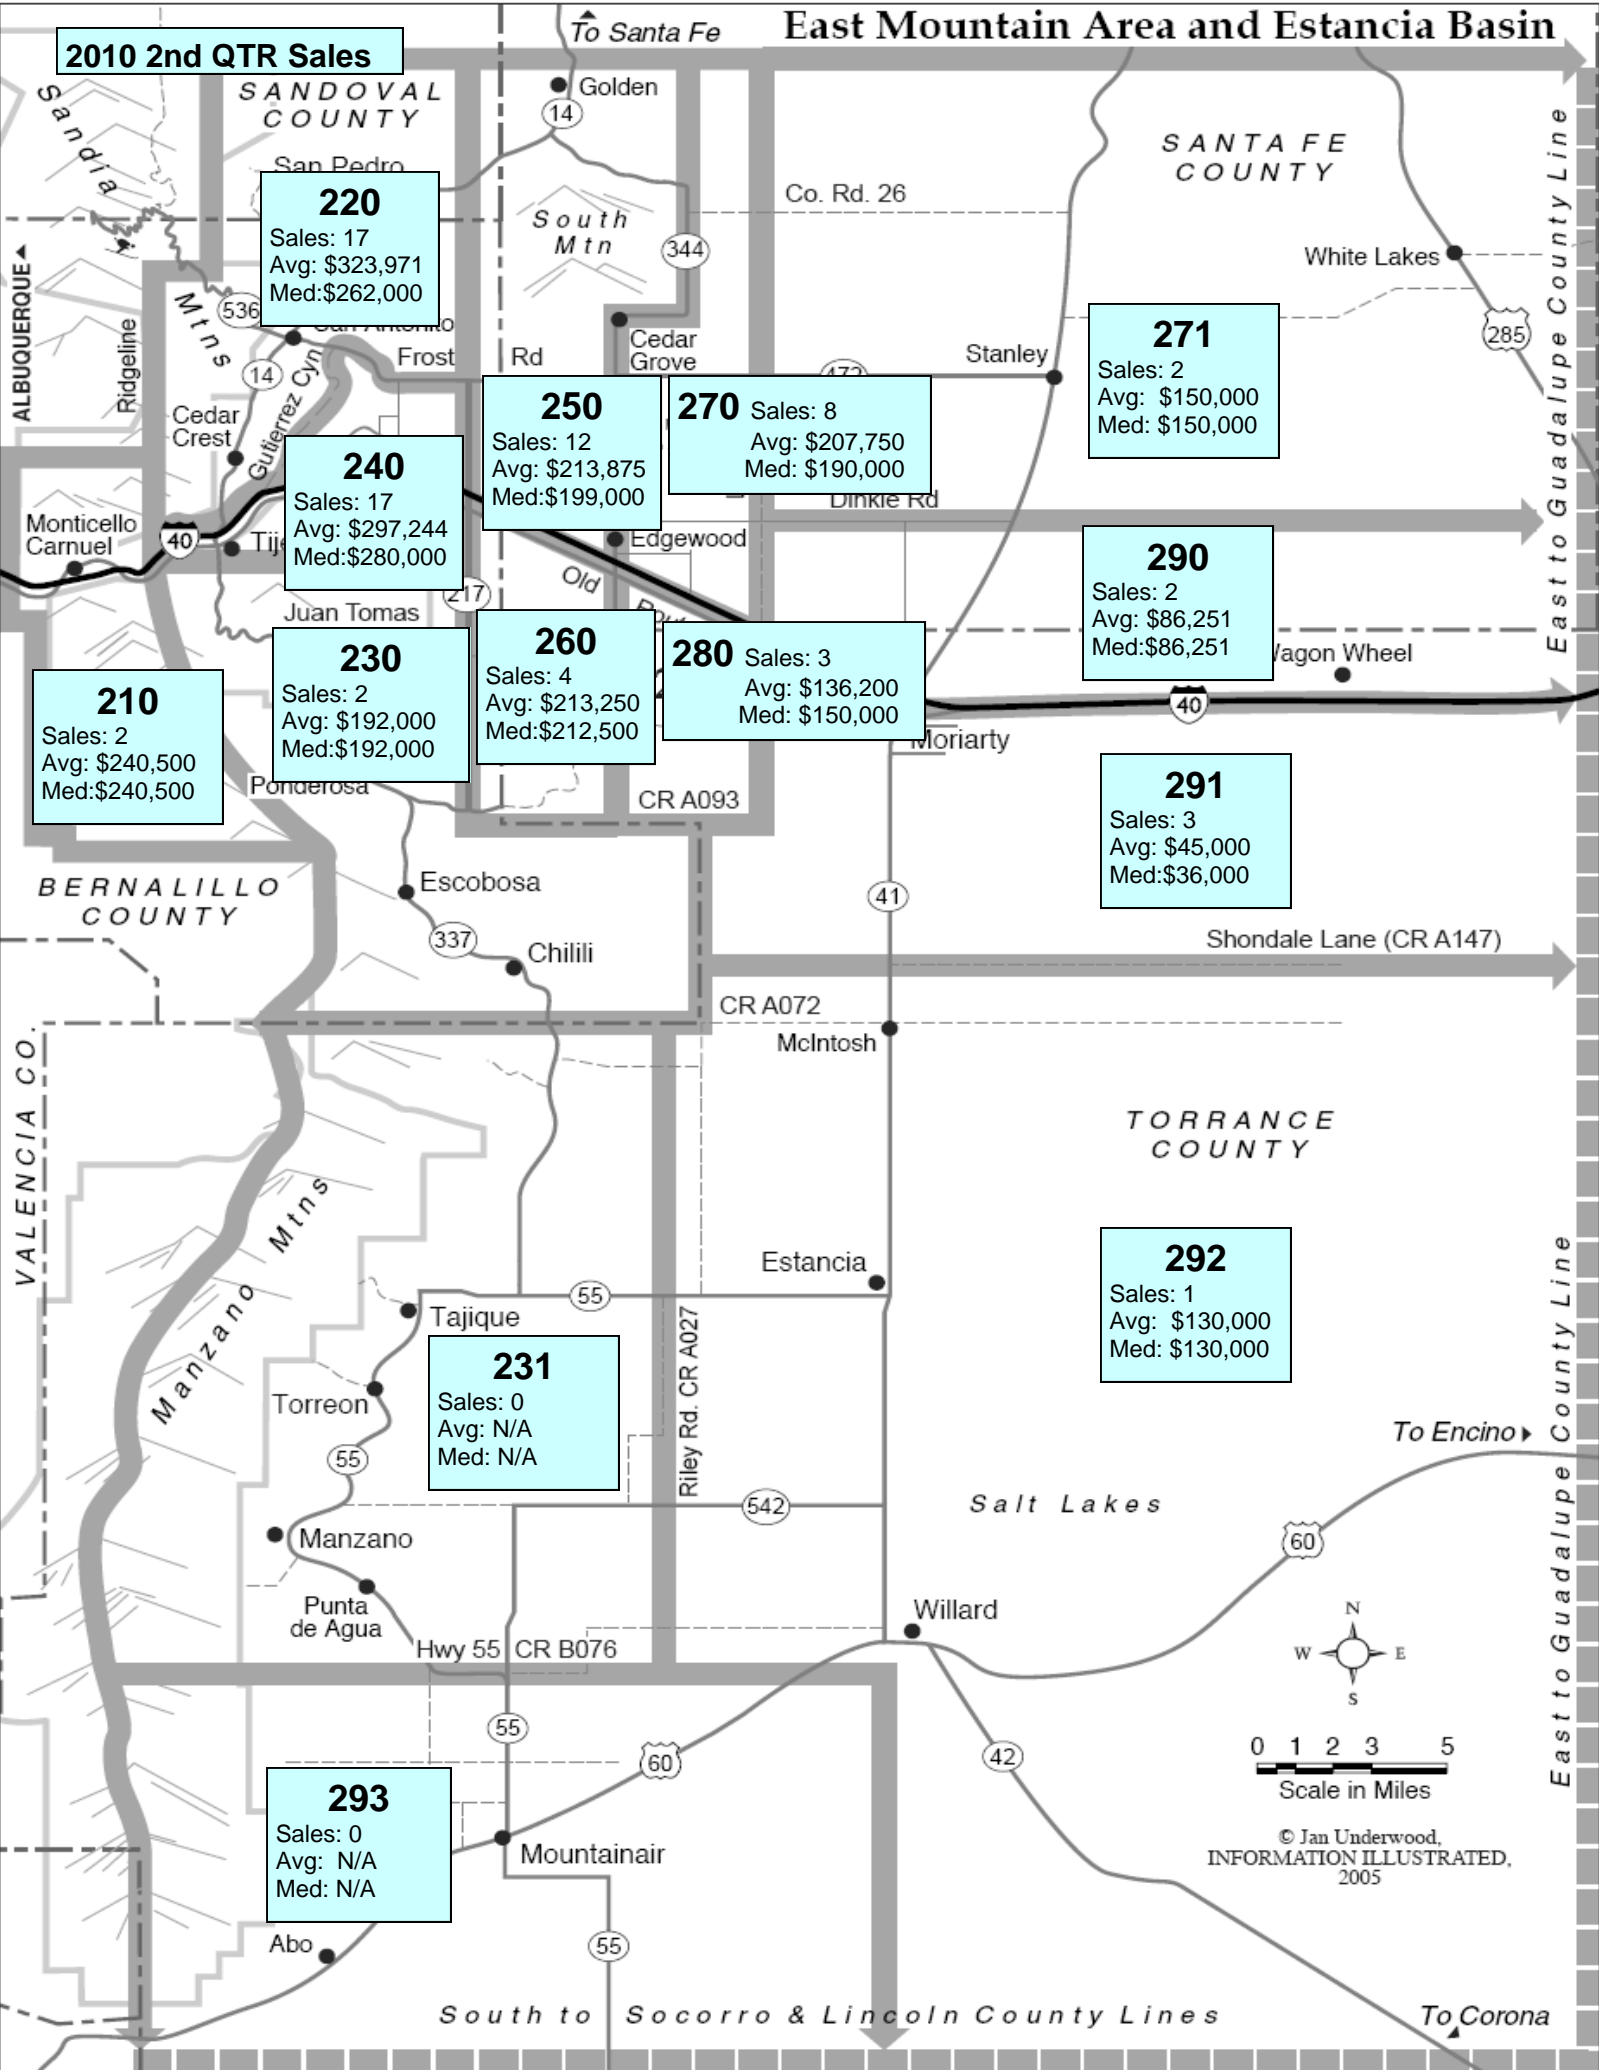 To Santa Fe
East Mountain Area and Estancia Basin
2010 2nd QTR Sales
SANDOVAL
COUNTY
Golden
14
Sandia
Mtns
SANTA FE
COUNTY
San Pedro
220
Sales: 17
Avg: $323,971
Med:$262,000
South
Mtn
Co. Rd. 26
344
White Lakes
285
East to Guadalupe County Line
ALBUQUERQUE
Ridgeline
536
San Antonito
Frost Rd
Cedar
Grove
472
Stanley
271
Sales: 2
Avg: $150,000
Med: $150,000
14
Cedar
Crest
Gutierrez Cyn
250
Sales: 12
Avg: $213,875
Med:$199,000
270 Sales: 8
Avg: $207,750
Med: $190,000
240
Sales: 17
Avg: $297,244
Med:$280,000
Dinkle Rd
Monticello
Carnuel
40
Tije
Edgewood
Old
217
Juan Tomas
290
Sales: 2
Avg: $86,251
Med:$86,251
Wagon Wheel
230
Sales: 2
Avg: $192,000
Med:$192,000
260
Sales: 4
Avg: $213,250
Med:$212,500
280 Sales: 3
Avg: $136,200
Med: $150,000
210
Sales: 2
Avg: $240,500
Med:$240,500
40
Moriarty
Ponderosa
CR A093
291
Sales: 3
Avg: $45,000
Med:$36,000
BERNALILLO
COUNTY
Escobosa
41
337
Chilili
Shondale Lane (CR A147)
CR A072
McIntosh
VALENCIA CO.
TORRANCE
COUNTY
Manzano Mtns
Estancia
292
Sales: 1
Avg: $130,000
Med: $130,000
55
Tajique
Riley Rd. CR A027
231
Sales: 0
Avg: N/A
Med: N/A
Torreon
East to Guadalupe County Line
To Encino
55
542
Salt Lakes
60
Manzano
Punta
de Agua
Willard
Hwy 55 CR B076
N
W E
S
55
60
42
0 1 2 3 5
Scale in Miles
293
Sales: 0
Avg: N/A
Med: N/A
Mountainair
© Jan Underwood,
INFORMATION ILLUSTRATED,
2005
Abo
55
South to Socorro & Lincoln County Lines
To Corona